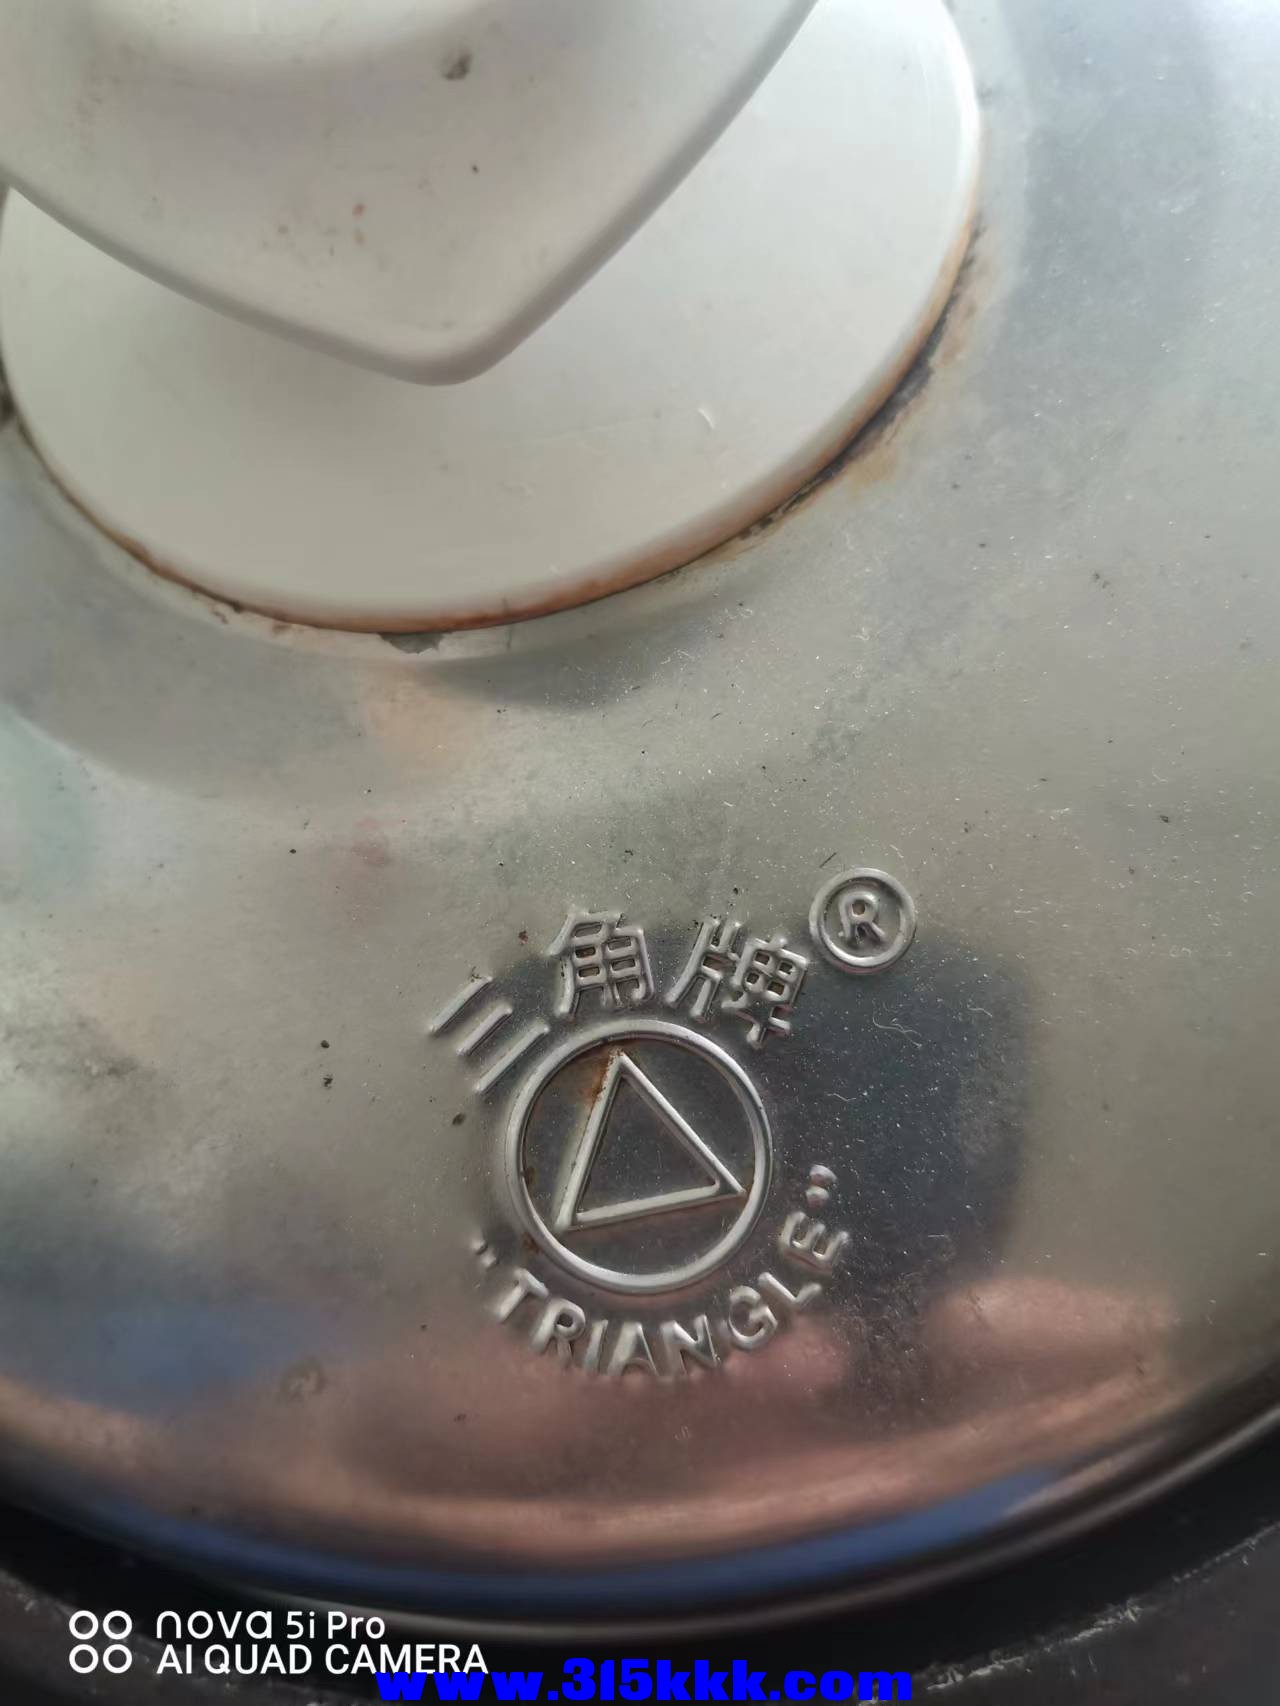 三角牌®
"TRIANGLE"
nova 5i Pro
AI QUAD CAMERA
www.315kkk.com